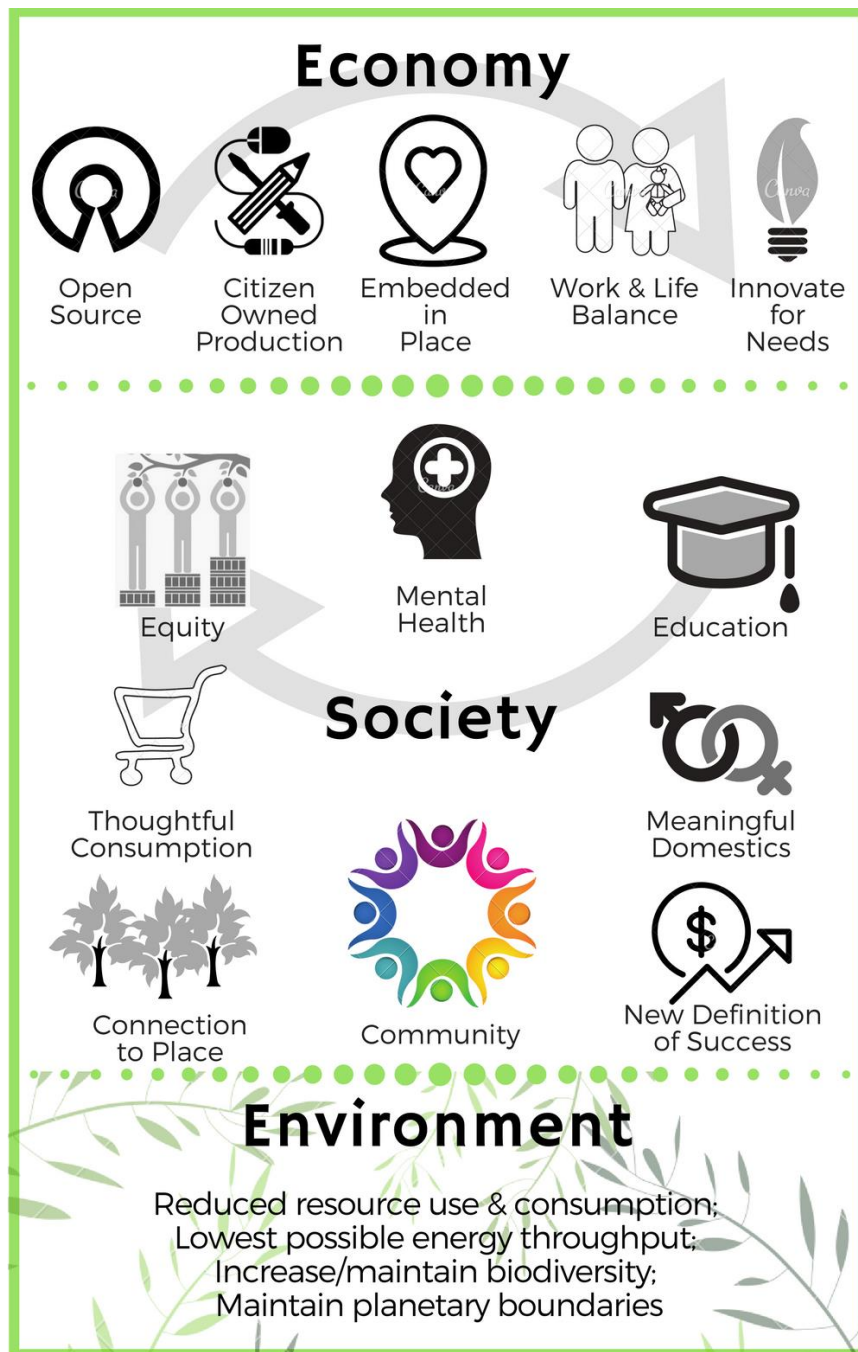 Economy
Open
Source
Citizen
Owned
Production
Embedded
in
Place
Work & Life
Balance
Innovate
for
Needs
Equity
Mental
Health
Education
Society
Thoughtful
Consumption
Meaningful
Domestics
Connection
to Place
Community
$
New Definition
of Success
Environment
Reduced resource use & consumption;
Lowest possible energy throughput;
Increase/maintain biodiversity;
Maintain planetary boundaries